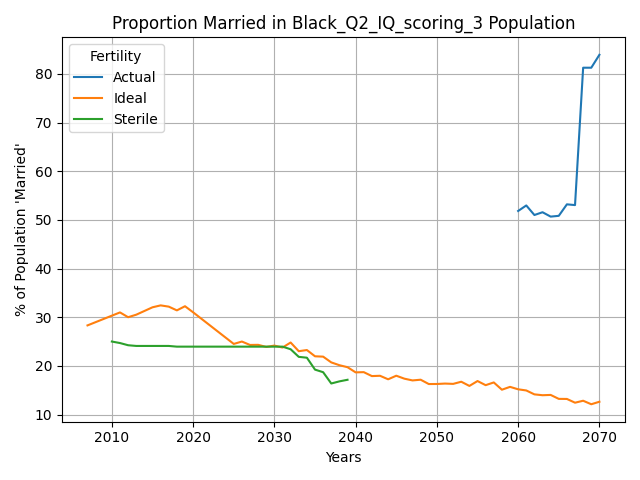 Proportion Married in Black_Q2_IQ_scoring_3 Population
Fertility
Actual
Ideal
Sterile
% of Population 'Married'
80
70
60
50
40
30
20
10
2010 2020 2030 2040 2050 2060 2070
Years